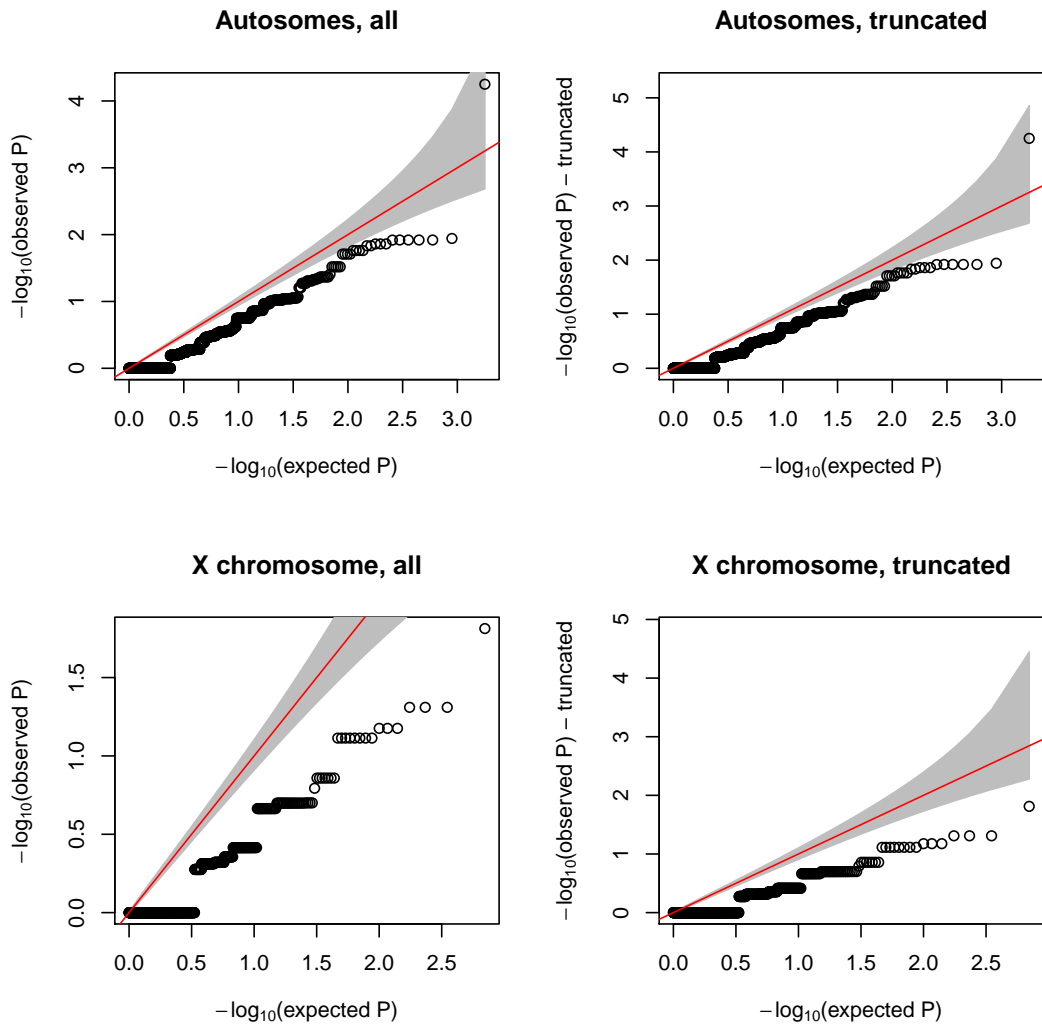 Autosomes, all
−log₁₀(observed P)
4
3
2
1
0
0.0 0.5 1.0 1.5 2.0 2.5 3.0
−log₁₀(expected P)
Autosomes, truncated
−log₁₀(observed P) − truncated
5
4
3
2
1
0
0.0 0.5 1.0 1.5 2.0 2.5 3.0
−log₁₀(expected P)
X chromosome, all
−log₁₀(observed P)
1.5
1.0
0.5
0.0
0.0 0.5 1.0 1.5 2.0 2.5
−log₁₀(expected P)
X chromosome, truncated
−log₁₀(observed P) − truncated
5
4
3
2
1
0
0.0 0.5 1.0 1.5 2.0 2.5
−log₁₀(expected P)